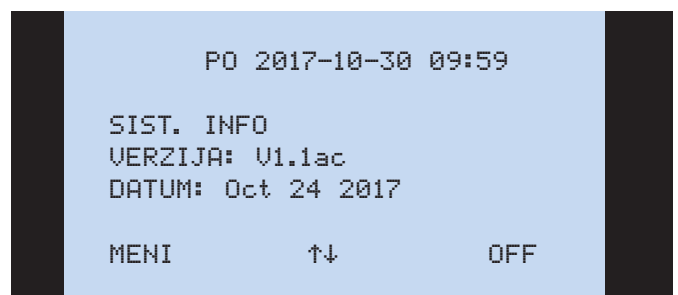 PO 2017-10-30 09:59
SIST. INFO
VERZIJA: V1.1ac
DATUM: Oct 24 2017
MENI ↑↓ OFF